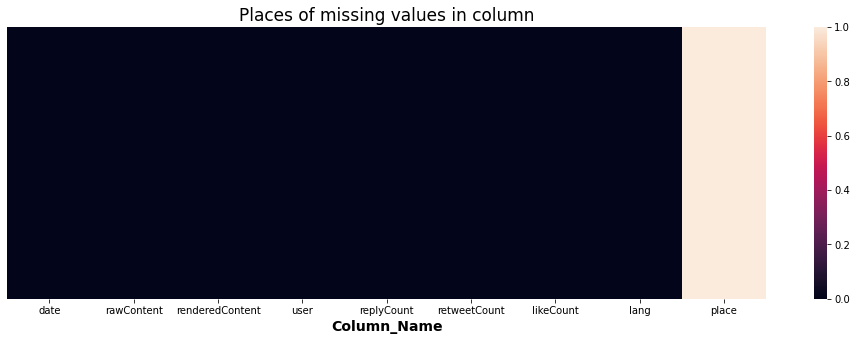 Places of missing values in column
1.0
0.8
0.6
0.4
0.2
0.0
date rawContent renderedContent user replyCount retweetCount likeCount lang place
Column_Name